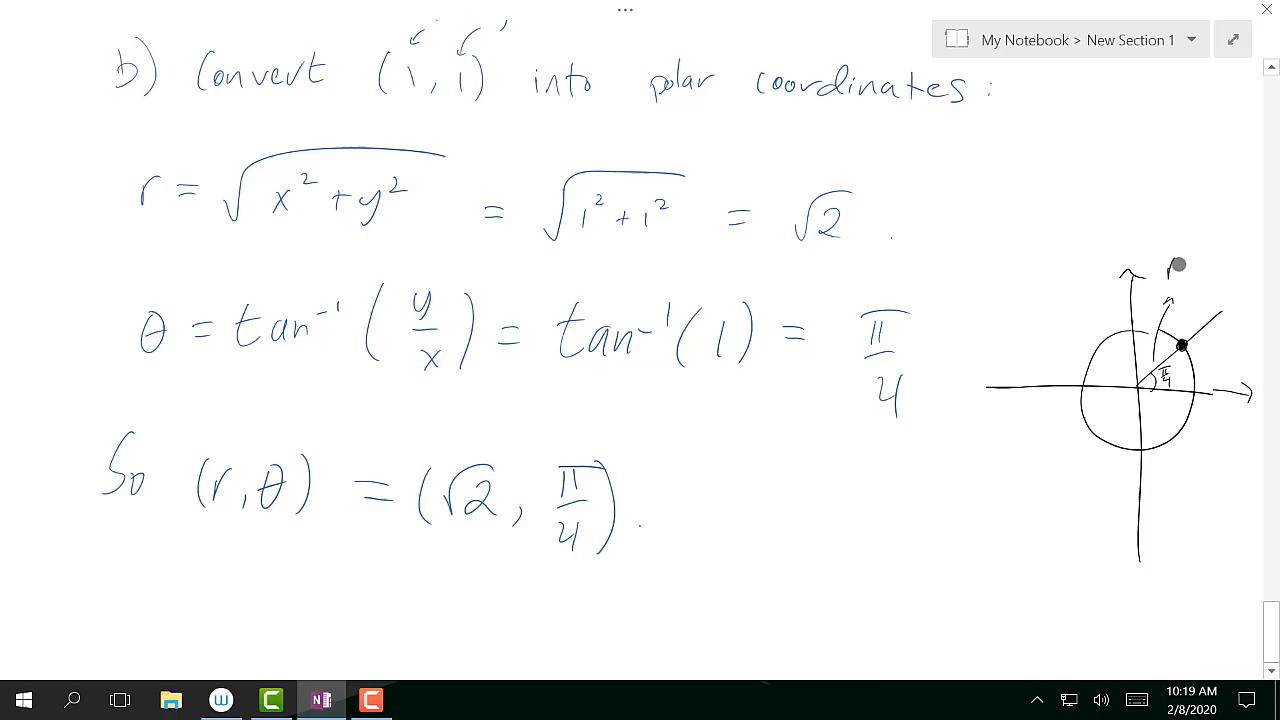 ...
My Notebook > New Section 1
b) Convert (1, 1) into polar coordinates:
r = √(x² + y²) = √(1² + 1²) = √2.
θ = tan⁻¹(y/x) = tan⁻¹(1) = π/4
So (r, θ) = (√2, π/4).
r
π/4
W
N
10:19 AM
2/8/2020